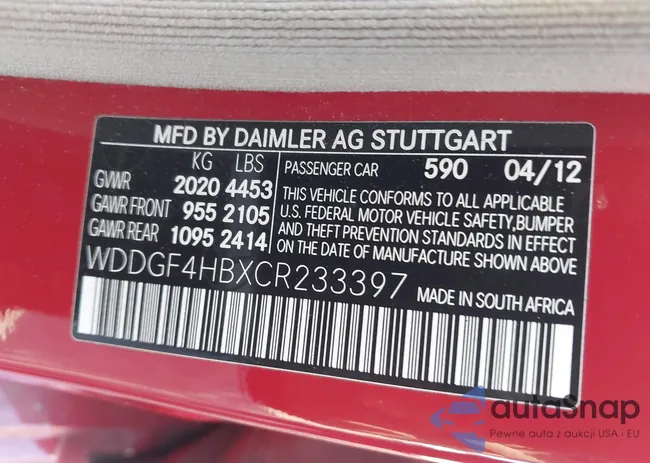 MFD BY DAIMLER AG STUTTGART
KG LBS
GVWR 2020 4453
GAWR FRONT 955 2105
GAWR REAR 1095 2414
PASSENGER CAR 590 04/12
THIS VEHICLE CONFORMS TO ALL APPLICABLE
U.S. FEDERAL MOTOR VEHICLE SAFETY,BUMPER
AND THEFT PREVENTION STANDARDS IN EFFECT
ON THE DATE OF MANUFACTURE SHOWN ABOVE.
WDDGF4HBXCR233397
MADE IN SOUTH AFRICA
autoSnap
Pewne auta z aukcji USA i EU